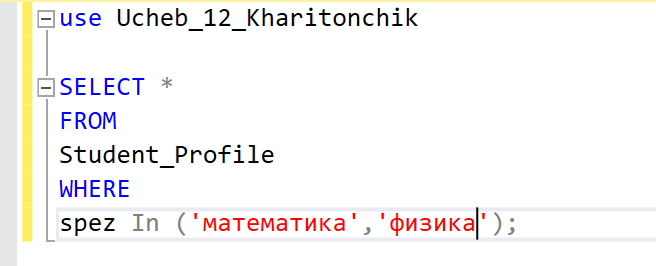 use Ucheb_12_Kharitonchik
SELECT *
FROM
Student_Profile
WHERE
spez In ('математика','физика');